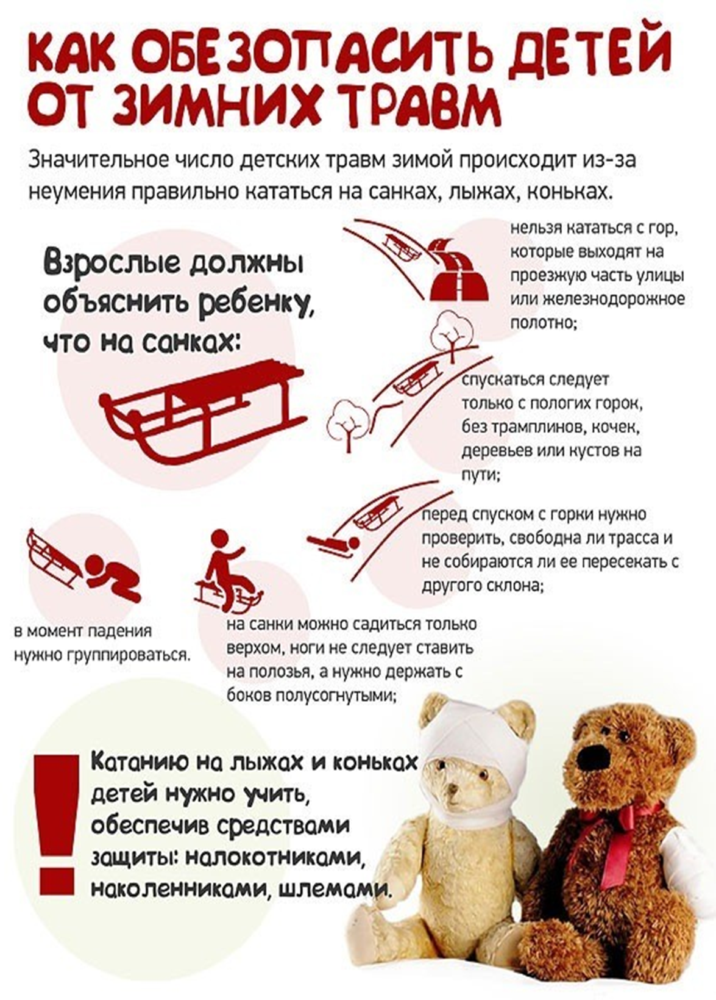 КАК ОБЕЗОПАСИТЬ ДЕТЕЙ
ОТ ЗИМНИХ ТРАВМ
Значительное число детских травм зимой происходит из-за
неумения правильно кататься на санках, лыжах, коньках.
Взрослые должны
объяснить ребенку,
что на санках:
нельзя кататься с гор,
которые выходят на
проезжую часть улицы
или железнодорожное
полотно;
спускаться следует
только с пологих горок,
без трамплинов, кочек,
деревьев или кустов на
пути;
перед спуском с горки нужно
проверить, свободна ли трасса и
не собираются ли ее пересекать с
другого склона;
на санки можно садиться только
верхом, ноги не следует ставить
на полозья, а нужно держать с
боков полусогнутыми;
в момент падения
нужно группироваться.
! Катанию на лыжах и коньках
детей нужно учить,
обеспечив средствами
защиты: налокотниками,
наколенниками, шлемами.